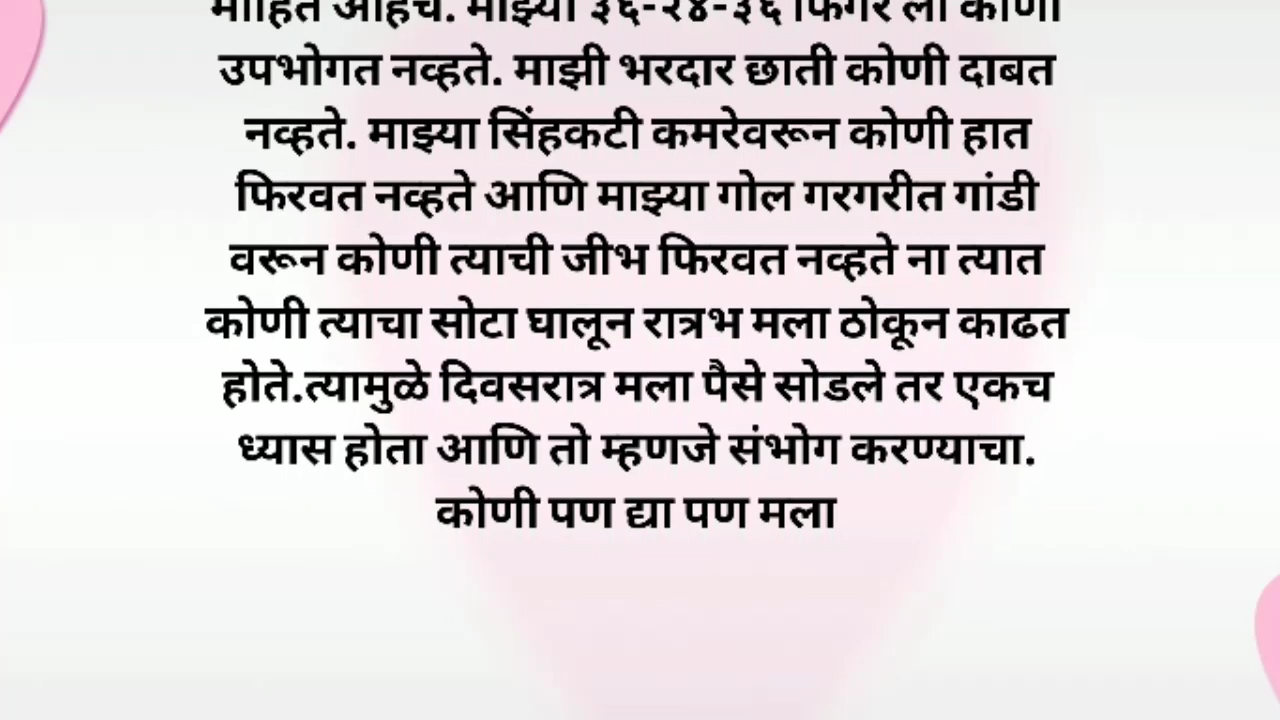 माहित आहेच. माझ्या ३६-२४-३६ फिगर ला कोणी
उपभोगत नव्हते. माझी भरदार छाती कोणी दाबत
नव्हते. माझ्या सिंहकटी कमरेवरून कोणी हात
फिरवत नव्हते आणि माझ्या गोल गरगरीत गांडी
वरून कोणी त्याची जीभ फिरवत नव्हते ना त्यात
कोणी त्याचा सोटा घालून रात्रभ मला ठोकून काढत
होते.त्यामुळे दिवसरात्र मला पैसे सोडले तर एकच
ध्यास होता आणि तो म्हणजे संभोग करण्याचा.
कोणी पण द्या पण मला